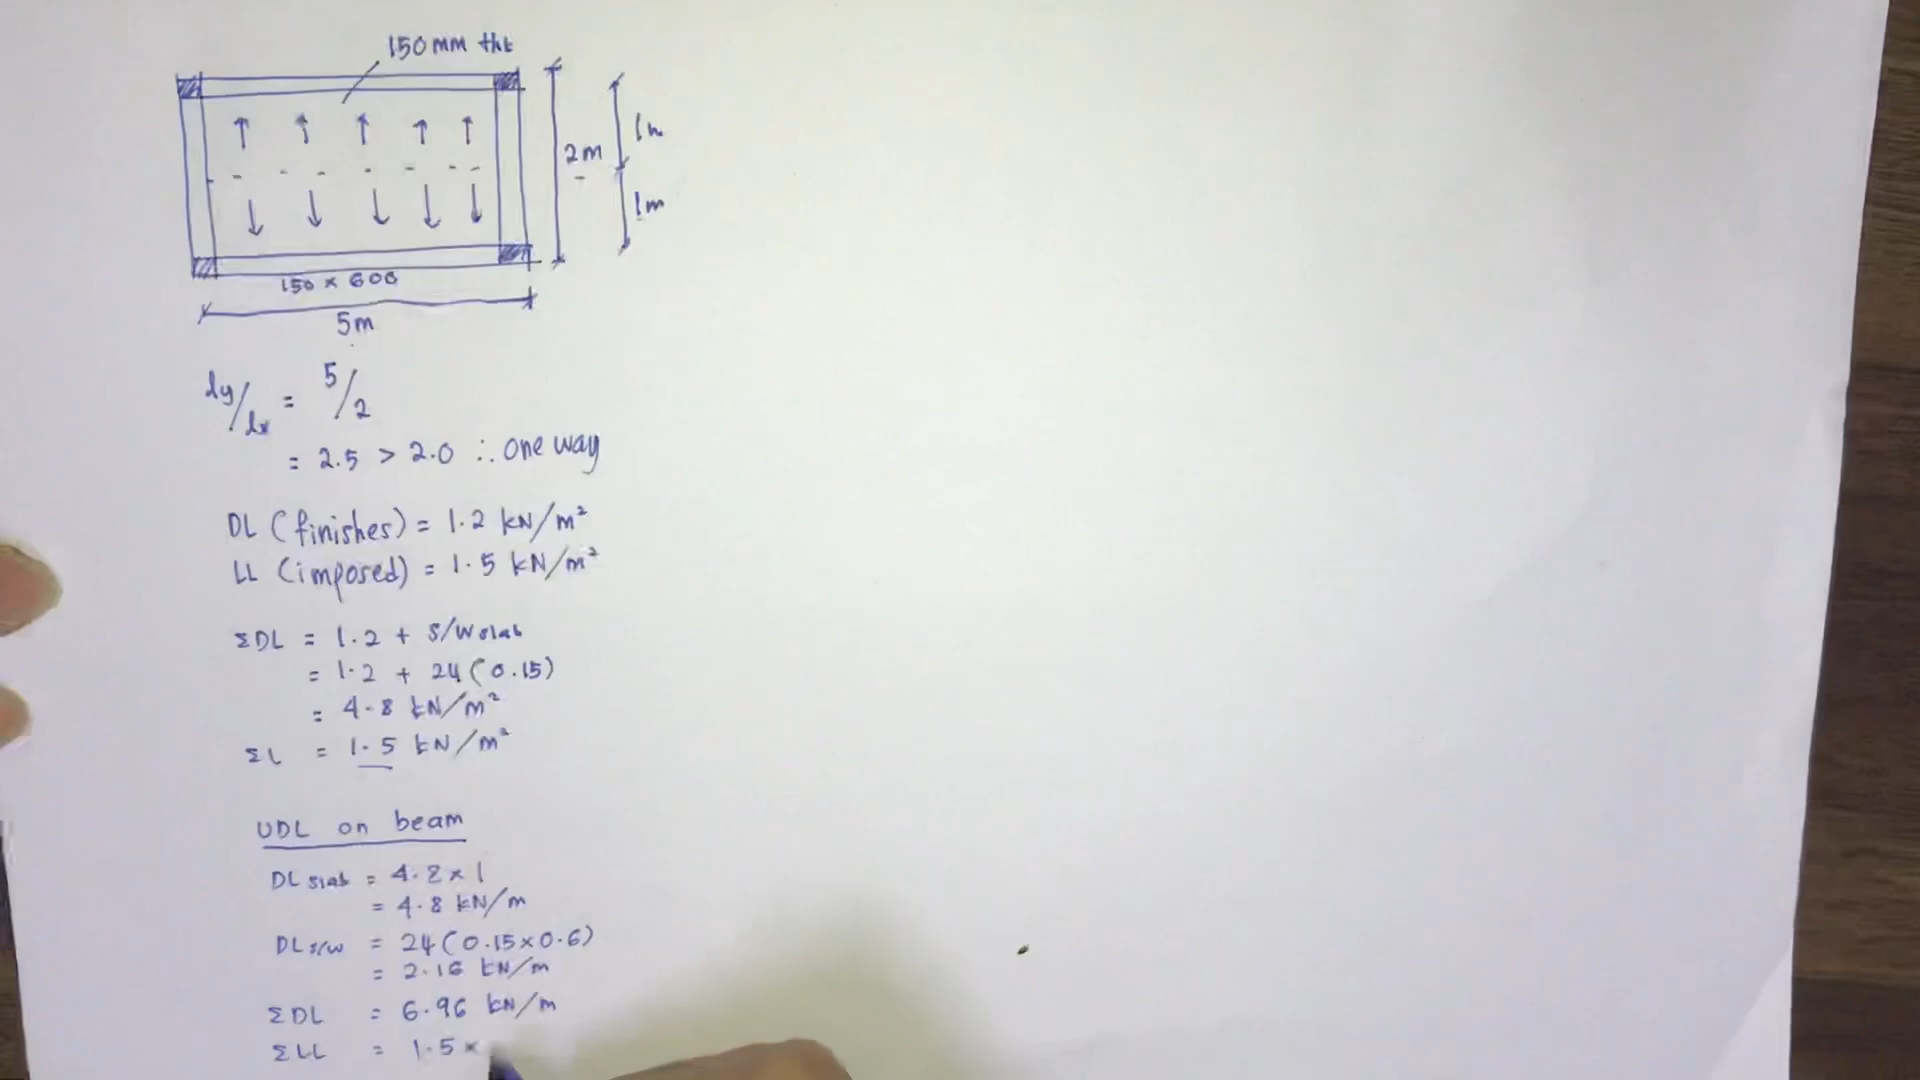 150mm thk
1m
2m
1m
150 x 600
5m
ly/lx = 5/2
= 2.5 > 2.0 ∴ one way
DL (finishes) = 1.2 kN/m²
LL (imposed) = 1.5 kN/m²
ΣDL = 1.2 + s/w slab
= 1.2 + 24(0.15)
= 4.8 kN/m²
ΣL = 1.5 kN/m²
UDL on beam
DL slab = 4.8 x 1
= 4.8 kN/m
DL s/w = 24(0.15x0.6)
= 2.16 kN/m
ΣDL = 6.96 kN/m
ΣLL = 1.5 x